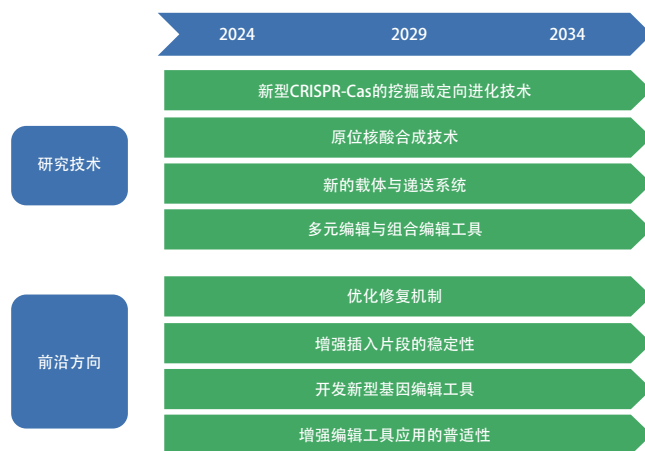 2024 2029 2034
新型CRISPR-Cas的挖掘或定向进化技术
原位核酸合成技术
研究技术
新的载体与递送系统
多元编辑与组合编辑工具
优化修复机制
增强插入片段的稳定性
前沿方向
开发新型基因编辑工具
增强编辑工具应用的普适性